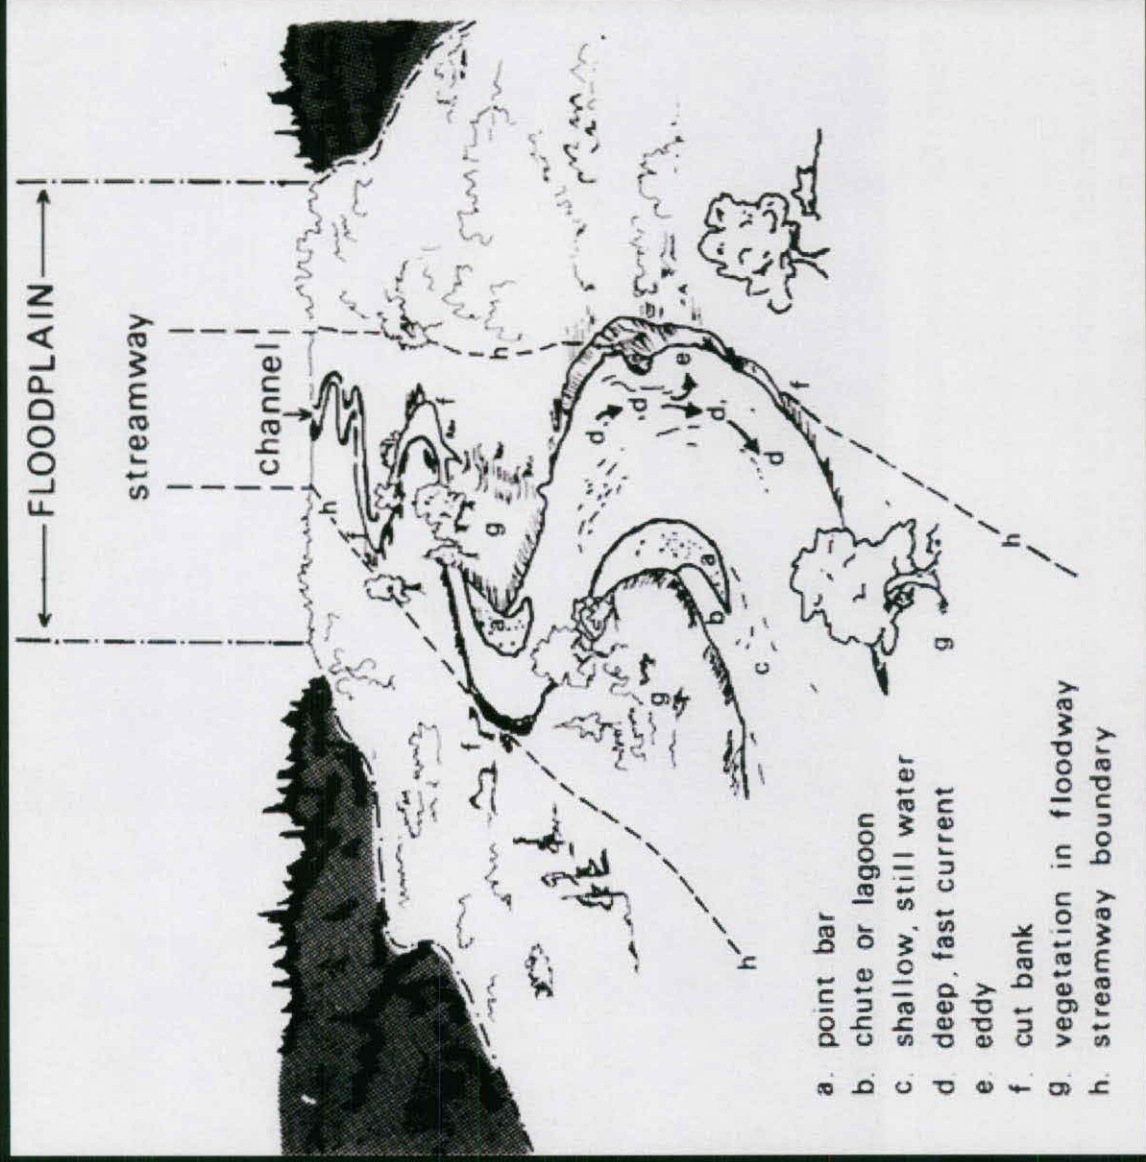 FLOODPLAIN
streamway
channel
h
f
f
f
a
g
h
d
d
g
e
a
d
b
h
c
d
f
g
h
a. point bar
b. chute or lagoon
c. shallow, still water
d. deep, fast current
e. eddy
f. cut bank
g. vegetation in floodway
h. streamway boundary